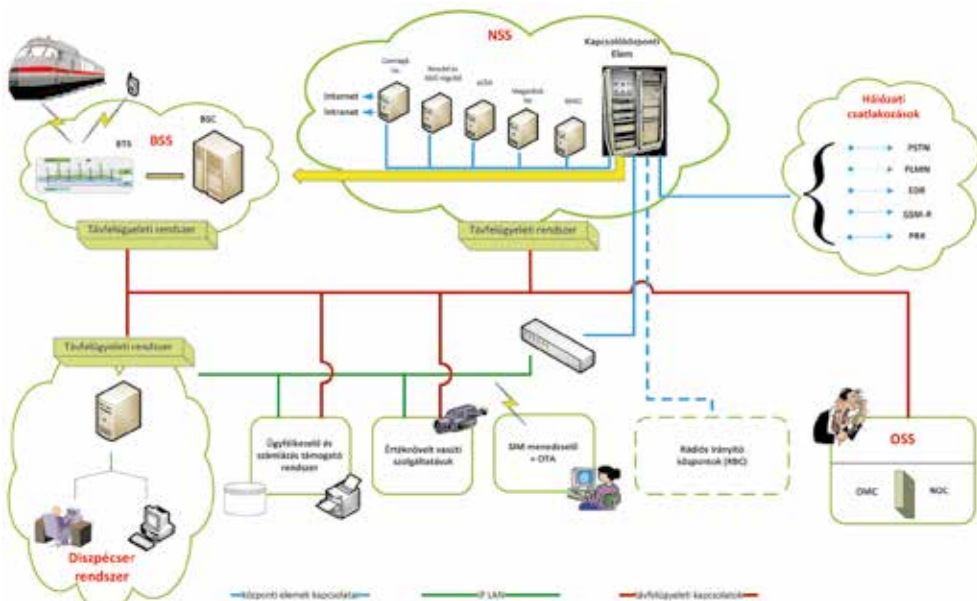 NSS
Kapcsolóközponti
Elem
Internet
Intranet
BSS
BSC
BTS
Hálózati
csatlakozások
PSTN
PLMN
EDR
GSM-R
PBX
Távfelügyeleti rendszer
Távfelügyeleti rendszer
Távfelügyeleti rendszer
Ügyfélkezelő és
számlázás támogató
rendszer
Értéknövelt vasúti
szolgáltatások
SIM menedzselő
+ OTA
Rádiós irányító
központok (RBC)
OSS
OMC
NOC
Diszpécser
rendszer
központi elemek kapcsolatai
IP LAN
távfelügyeleti kapcsolatok